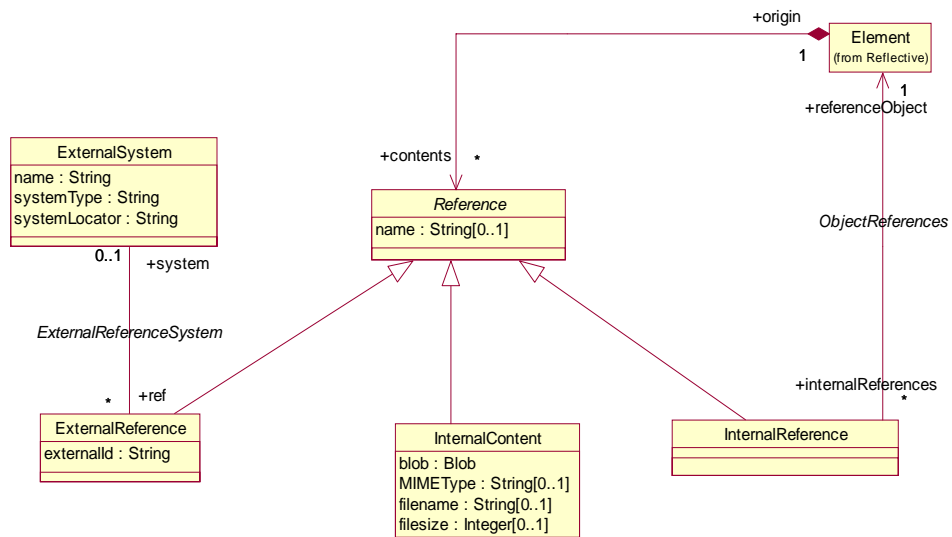 +origin
1
Element
(from Reflective)
1
+referenceObject
ExternalSystem
name : String
systemType : String
systemLocator : String
+contents
*
Reference
name : String[0..1]
ObjectReferences
0..1
+system
ExternalReferenceSystem
*
+ref
+internalReferences
*
ExternalReference
externalId : String
InternalContent
blob : Blob
MIMEType : String[0..1]
filename : String[0..1]
filesize : Integer[0..1]
InternalReference